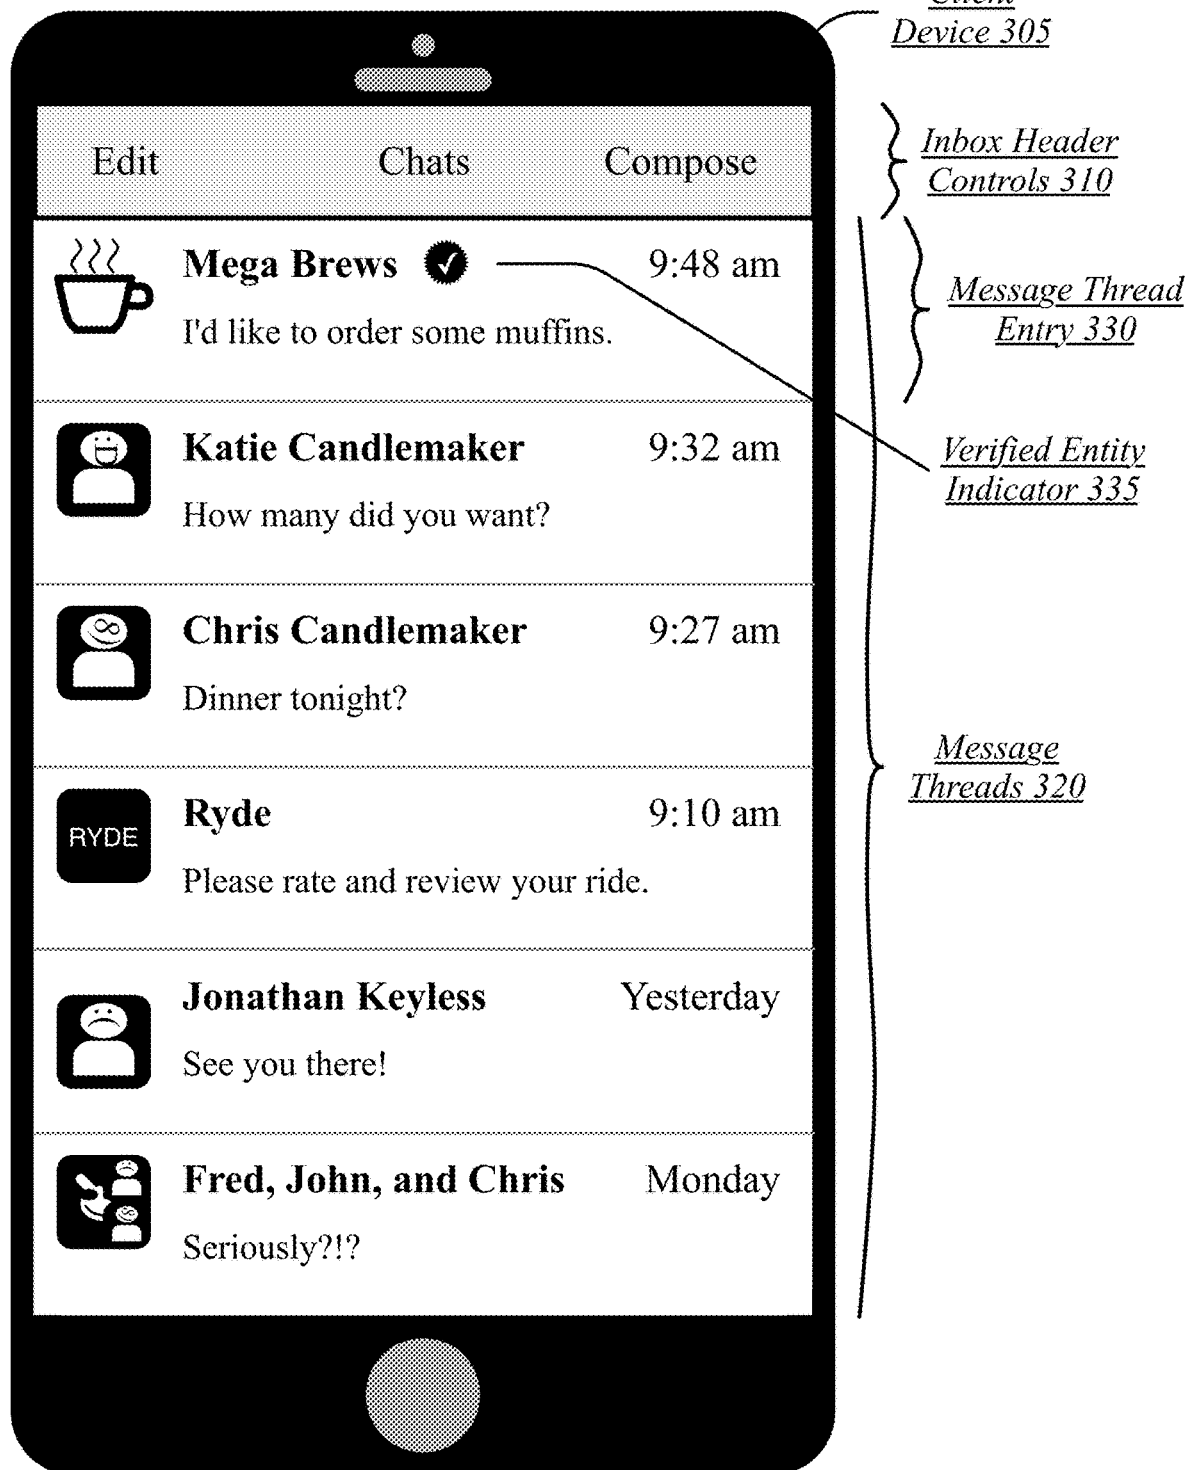 Device 305
Edit Chats Compose
Inbox Header
Controls 310
Mega Brews 9:48 am
I'd like to order some muffins.
Message Thread
Entry 330
Katie Candlemaker 9:32 am
How many did you want?
Verified Entity
Indicator 335
Chris Candlemaker 9:27 am
Dinner tonight?
Message
Threads 320
RYDE
Ryde 9:10 am
Please rate and review your ride.
Jonathan Keyless Yesterday
See you there!
Fred, John, and Chris Monday
Seriously?!?